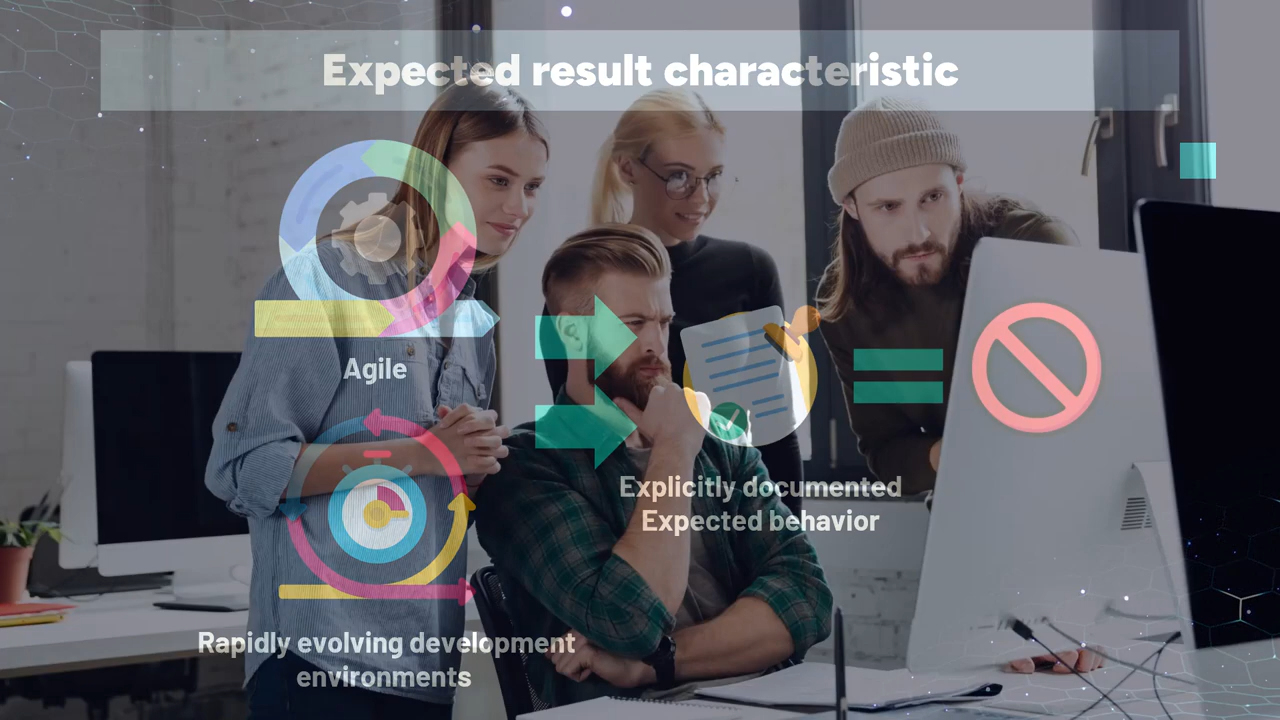 Expected result characteristic
Agile
Explicitly documented
Expected behavior
Rapidly evolving development
environments